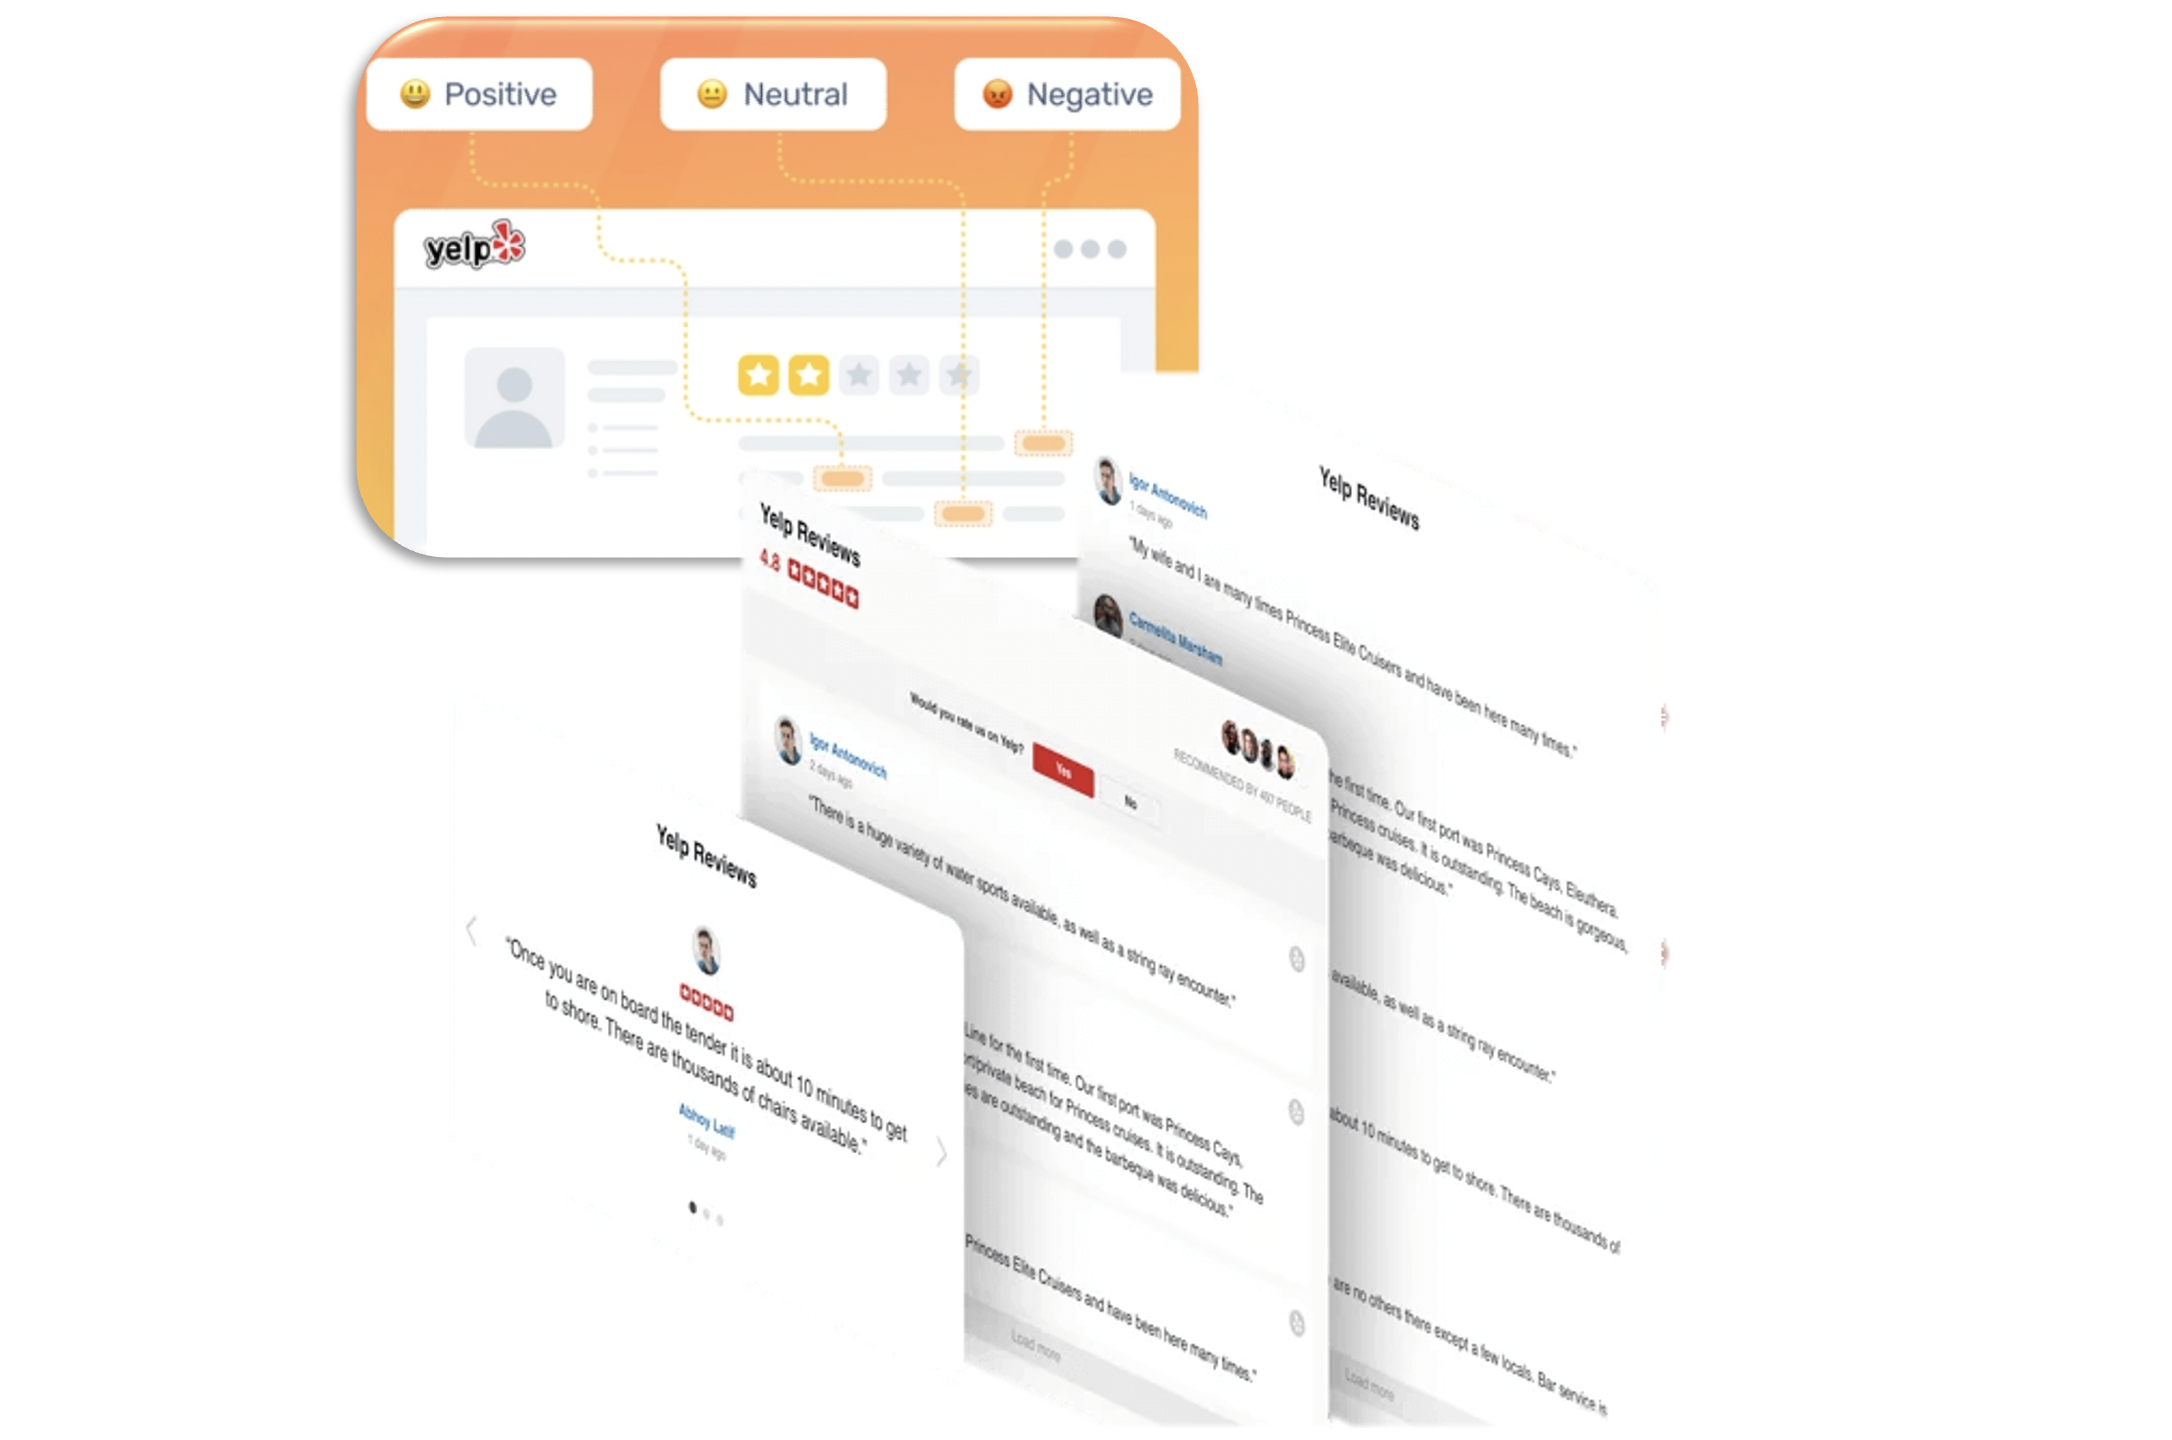 Positive
Neutral
Negative
yelp
Yelp Reviews
Igor Antonovich
1 days ago
"My wife and I are many times Princess Elite Cruisers and have been here many times."
Carmelita Marsham
the first time. Our first port was Princess Cays, Eleuthera.
Princess cruises. It is outstanding. The beach is gorgeous,
barbeque was delicious."
available, as well as a string ray encounter."
about 10 minutes to get to shore. There are thousands of
are no others there except a few locals. Bar service is
Load more
Yelp Reviews
4.8
Would you rate us on Yelp?
Yes
No
RECOMMENDED BY 497 PEOPLE
Igor Antonovich
2 days ago
"There is a huge variety of water sports available, as well as a string ray encounter."
Line for the first time. Our first port was Princess Cays,
ort/private beach for Princess cruises. It is outstanding. The
es are outstanding and the barbeque was delicious."
Princess Elite Cruisers and have been here many times."
Load more
Yelp Reviews
"Once you are on board the tender it is about 10 minutes to get
to shore. There are thousands of chairs available."
Abhoy Latif
1 day ago